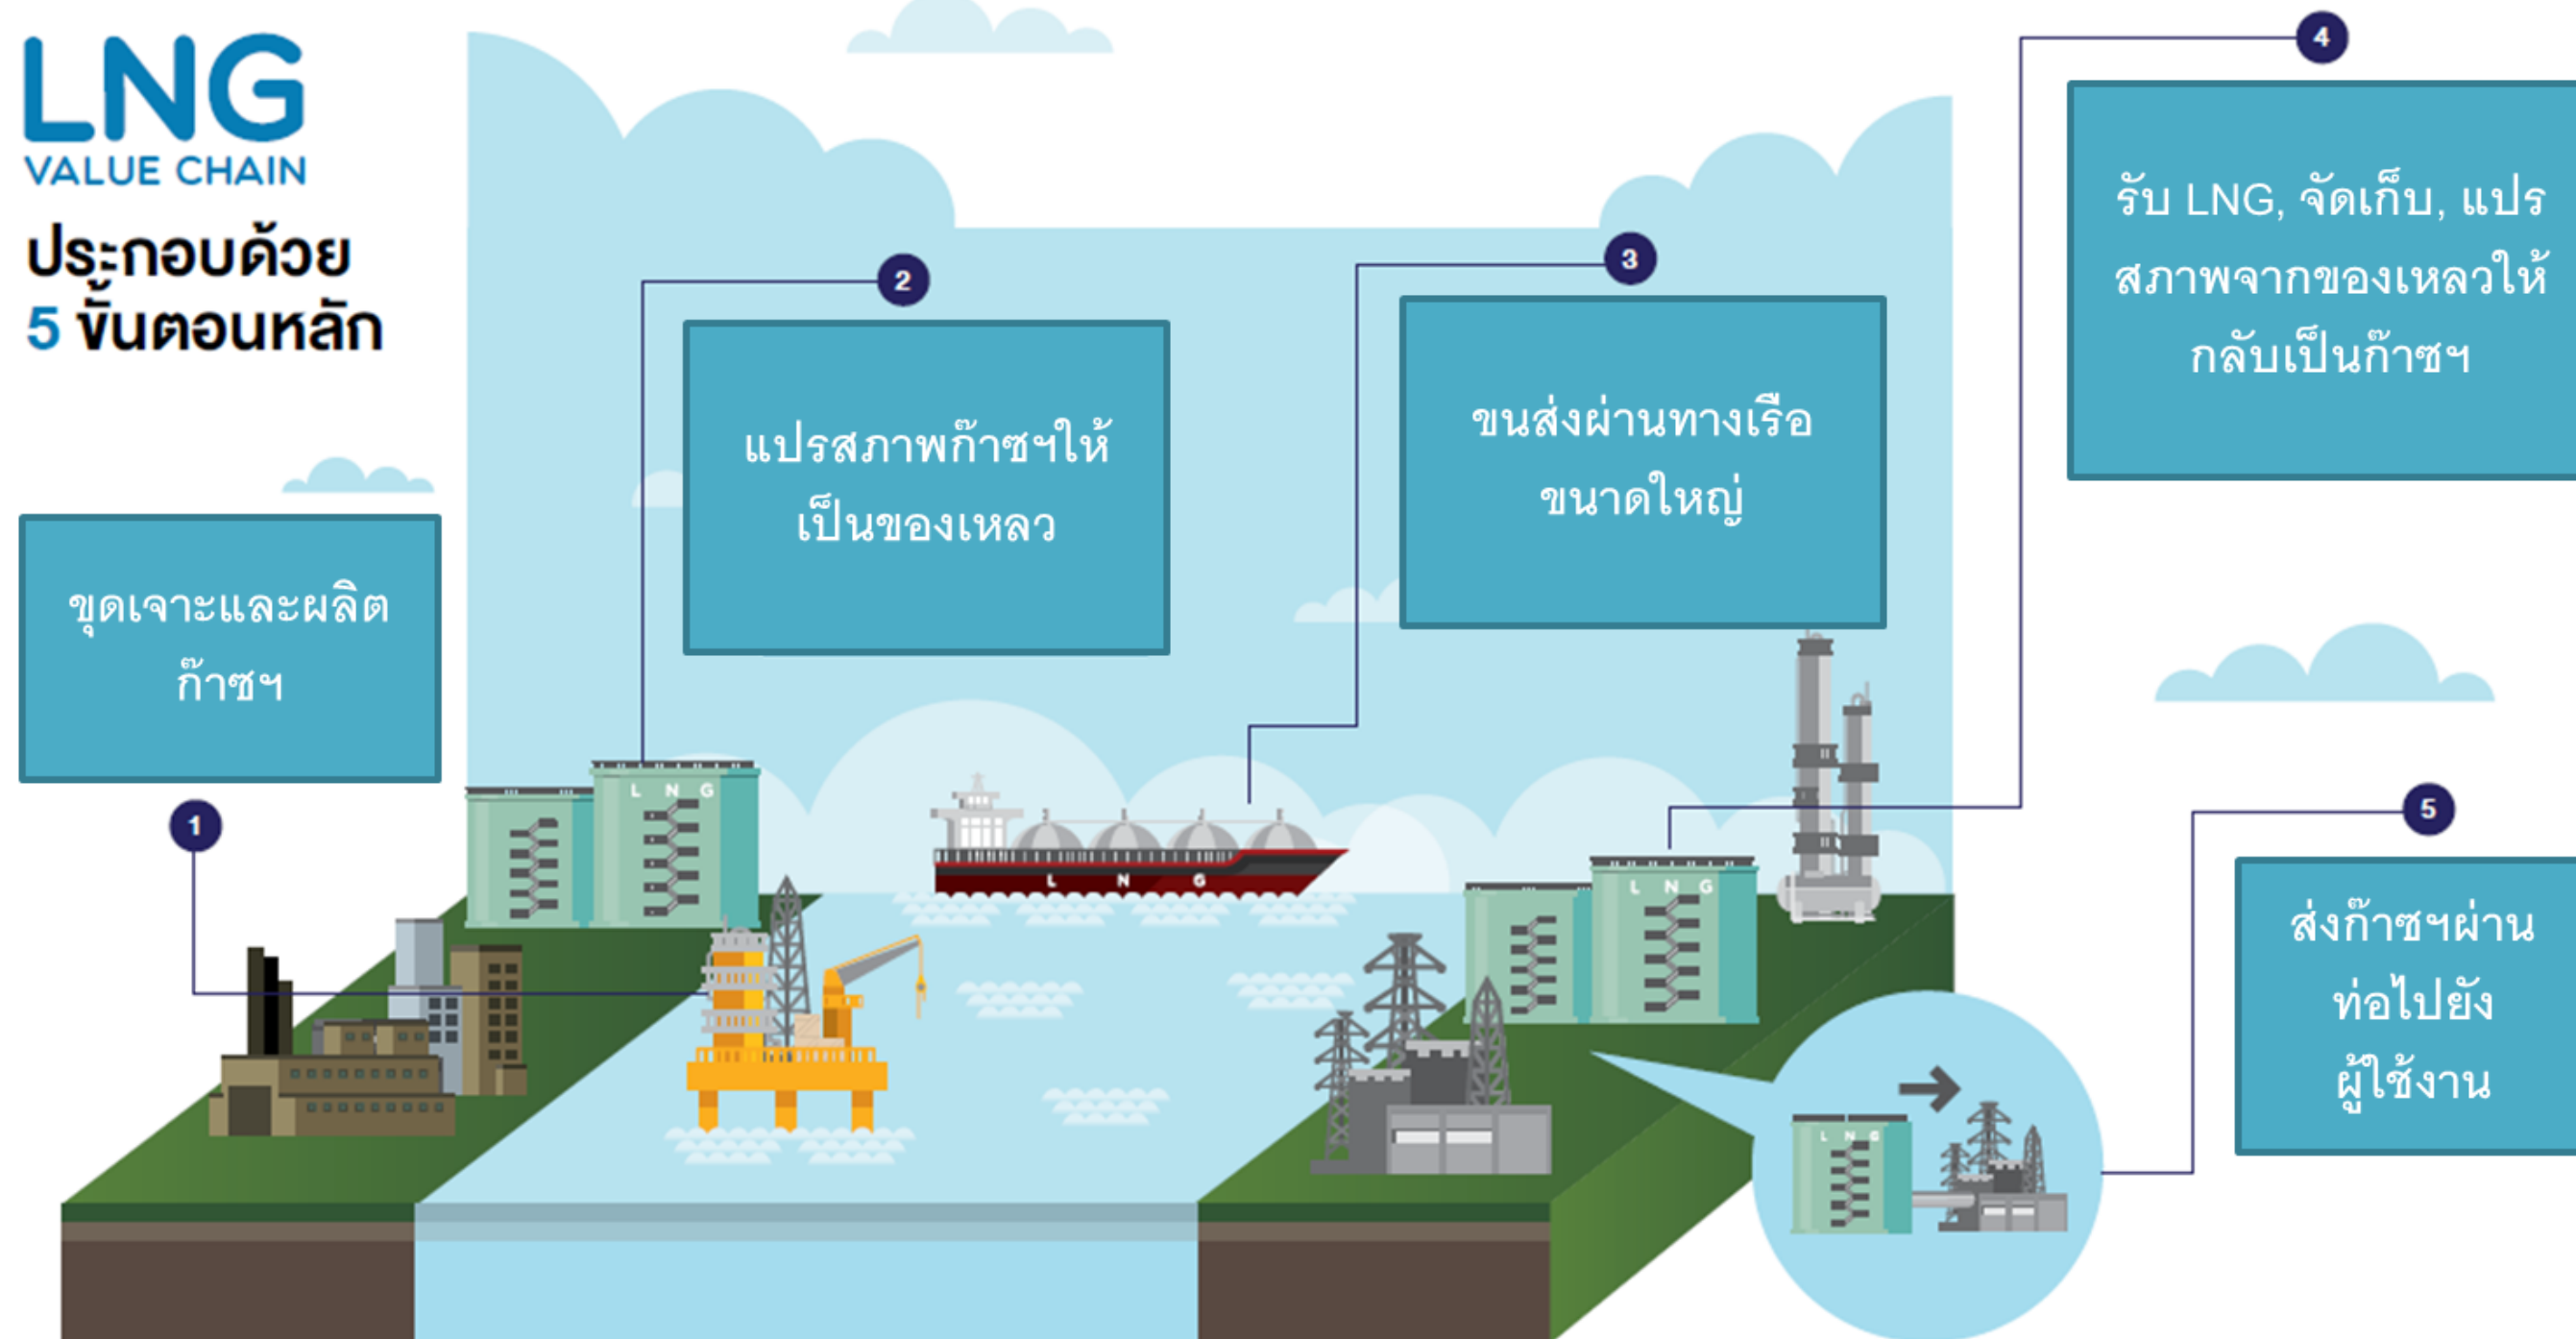 LNG
VALUE CHAIN
ประกอบด้วย
5 ขั้นตอนหลัก
1
ขุดเจาะและผลิต
ก๊าซฯ
2
แปรสภาพก๊าซฯให้
เป็นของเหลว
3
ขนส่งผ่านทางเรือ
ขนาดใหญ่
4
รับ LNG, จัดเก็บ, แปร
สภาพจากของเหลวให้
กลับเป็นก๊าซฯ
5
ส่งก๊าซฯผ่าน
ท่อไปยัง
ผู้ใช้งาน
L N G
L N G
L N G
L N G